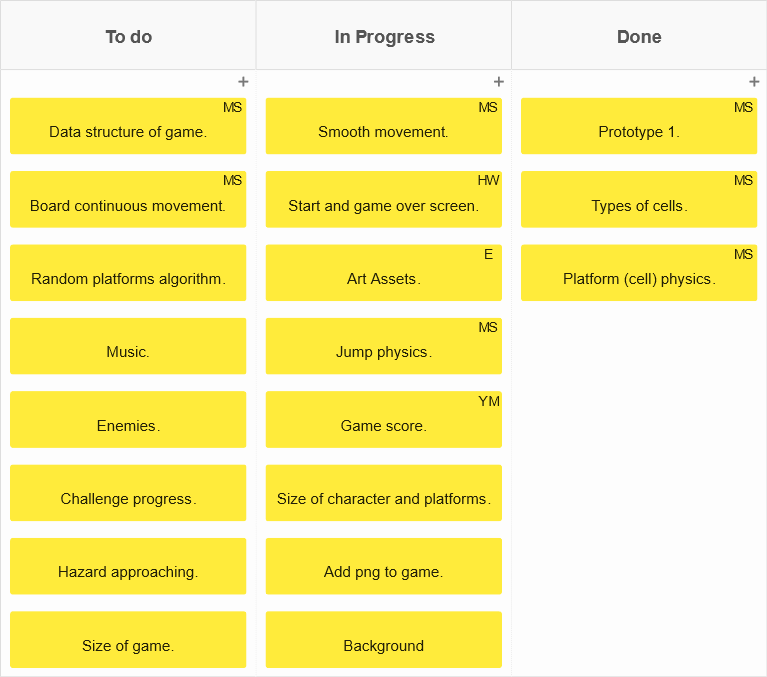 To do
+
MS
Data structure of game.
MS
Board continuous movement.
Random platforms algorithm.
Music.
Enemies.
Challenge progress.
Hazard approaching.
Size of game.
In Progress
+
MS
Smooth movement.
HW
Start and game over screen.
E
Art Assets.
MS
Jump physics.
YM
Game score.
Size of character and platforms.
Add png to game.
Background
Done
+
MS
Prototype 1.
MS
Types of cells.
MS
Platform (cell) physics.